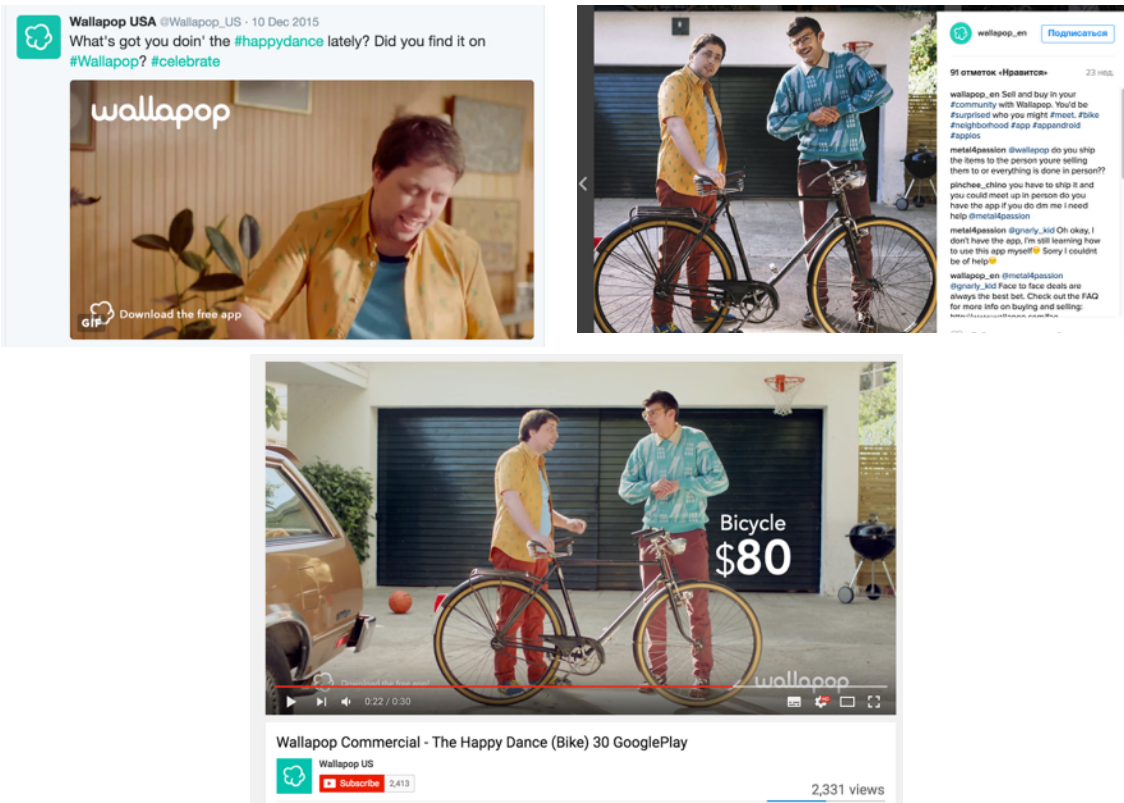 Wallapop USA @Wallapop_US · 10 Dec 2015
What's got you doin' the #happydance lately? Did you find it on
#Wallapop? #celebrate
wallapop
GIF
Download the free app
wallapop_en
Подписаться
91 отметок «Нравится»
23 нед.
wallapop_en Sell and buy in your
#community with Wallapop. You'd be
#surprised who you might #meet. #bike
#neighborhood #app #appandroid
#appios
metal4passion @wallapop do you ship
the items to the person youre selling
them to or everything is done in person??
pinchee_chino you have to ship it and
you could meet up in person do you
have the app if you do dm me I need
help @metal4passion
metal4passion @gnarly_kid Oh okay, I
don't have the app, I'm still learning how
to use this app myself😔 Sorry I couldnt
be of help😔
wallapop_en @metal4passion
@gnarly_kid Face to face deals are
always the best bet. Check out the FAQ
for more info on buying and selling:
Bicycle
$80
Download the free app!
wallapop
0:22 / 0:30
HD
Wallapop Commercial - The Happy Dance (Bike) 30 GooglePlay
Wallapop US
Subscribe 2,413
2,331 views